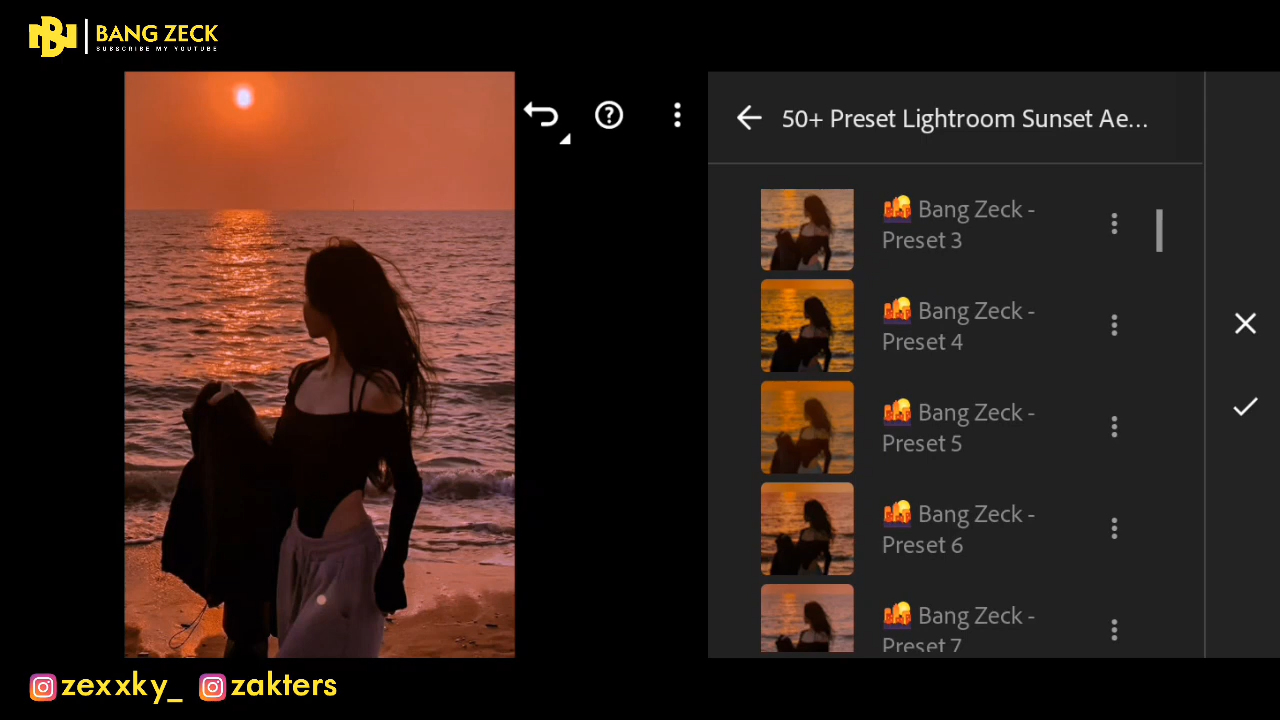 BANG ZECK
SUBSCRIBE MY YOUTUBE
50+ Preset Lightroom Sunset Ae...
Bang Zeck -
Preset 3
Bang Zeck -
Preset 4
Bang Zeck -
Preset 5
Bang Zeck -
Preset 6
Bang Zeck -
Preset 7
zexxky_ zakters